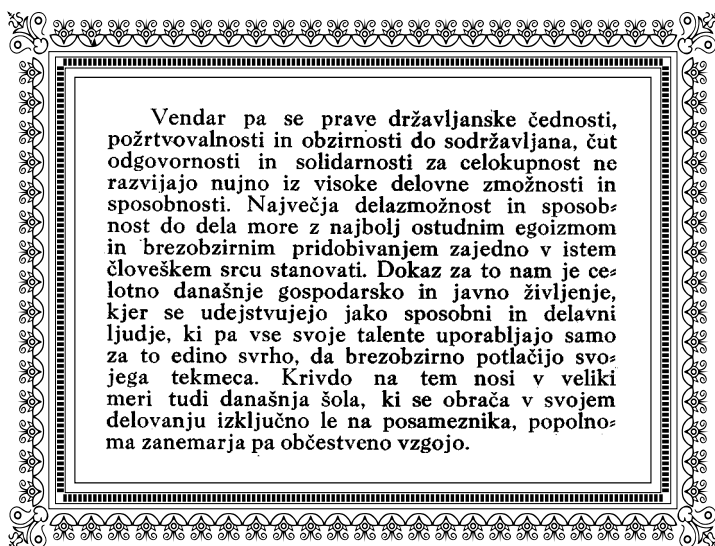 Vendar pa se prave državljanske čednosti,
požrtvovalnosti in obzirnosti do sodržavljana, čut
odgovornosti in solidarnosti za celokupnost ne
razvijajo nujno iz visoke delovne zmožnosti in
sposobnosti. Največja delazmožnost in sposob⸗
nost do dela more z najbolj ostudnim egoizmom
in brezobzirnim pridobivanjem zajedno v istem
človeškem srcu stanovati. Dokaz za to nam je ce⸗
lotno današnje gospodarsko in javno življenje,
kjer se udejstvujejo jako sposobni in delavni
ljudje, ki pa vse svoje talente uporabljajo samo
za to edino svrho, da brezobzirno potlačijo svo⸗
jega tekmeca. Krivdo na tem nosi v veliki
meri tudi današnja šola, ki se obrača v svojem
delovanju izključno le na posameznika, popolno⸗
ma zanemarja pa občestveno vzgojo.